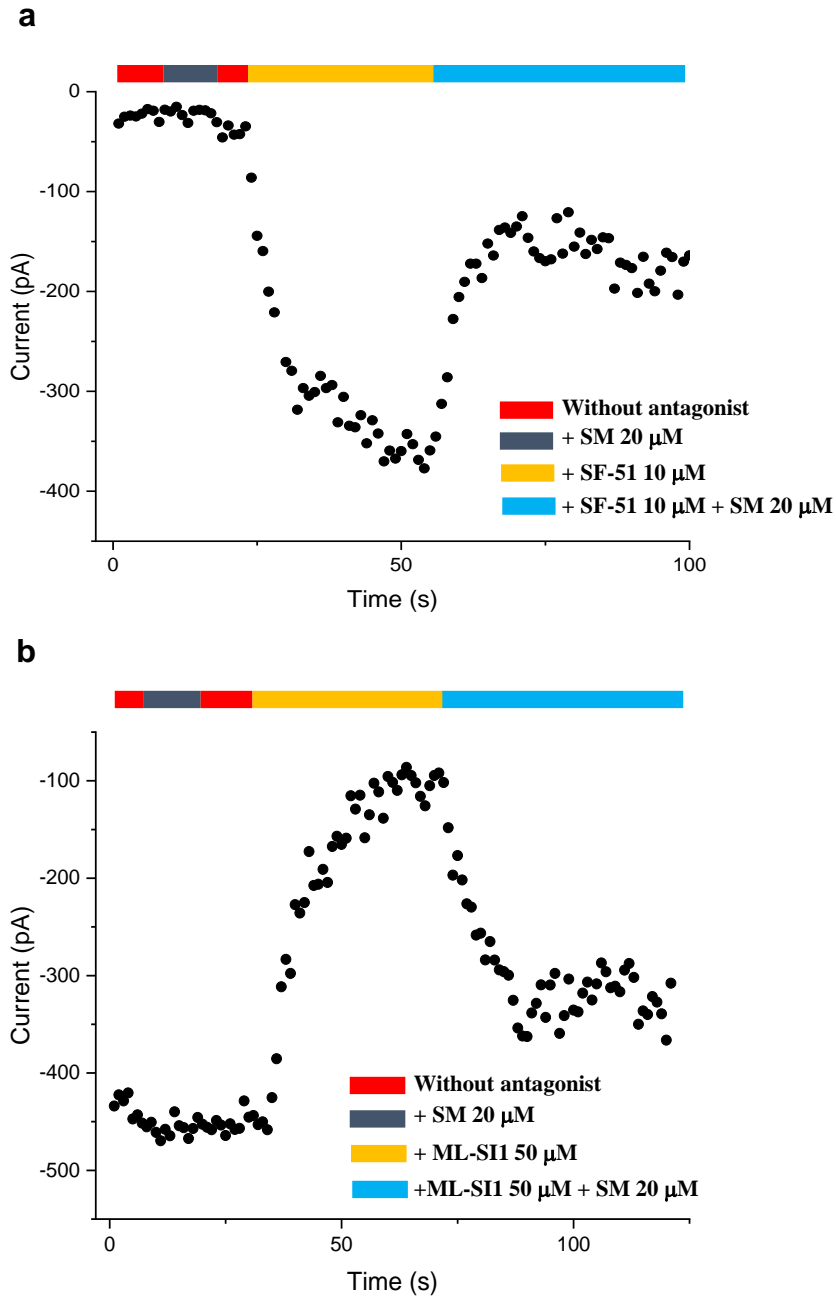 a
0
-100
-200
-300
-400
Current (pA)
Without antagonist
+ SM 20 μM
+ SF-51 10 μM
+ SF-51 10 μM + SM 20 μM
0
50
100
Time (s)
b
-100
-200
-300
-400
-500
Current (pA)
Without antagonist
+ SM 20 μM
+ ML-SI1 50 μM
+ML-SI1 50 μM + SM 20 μM
0
50
100
Time (s)